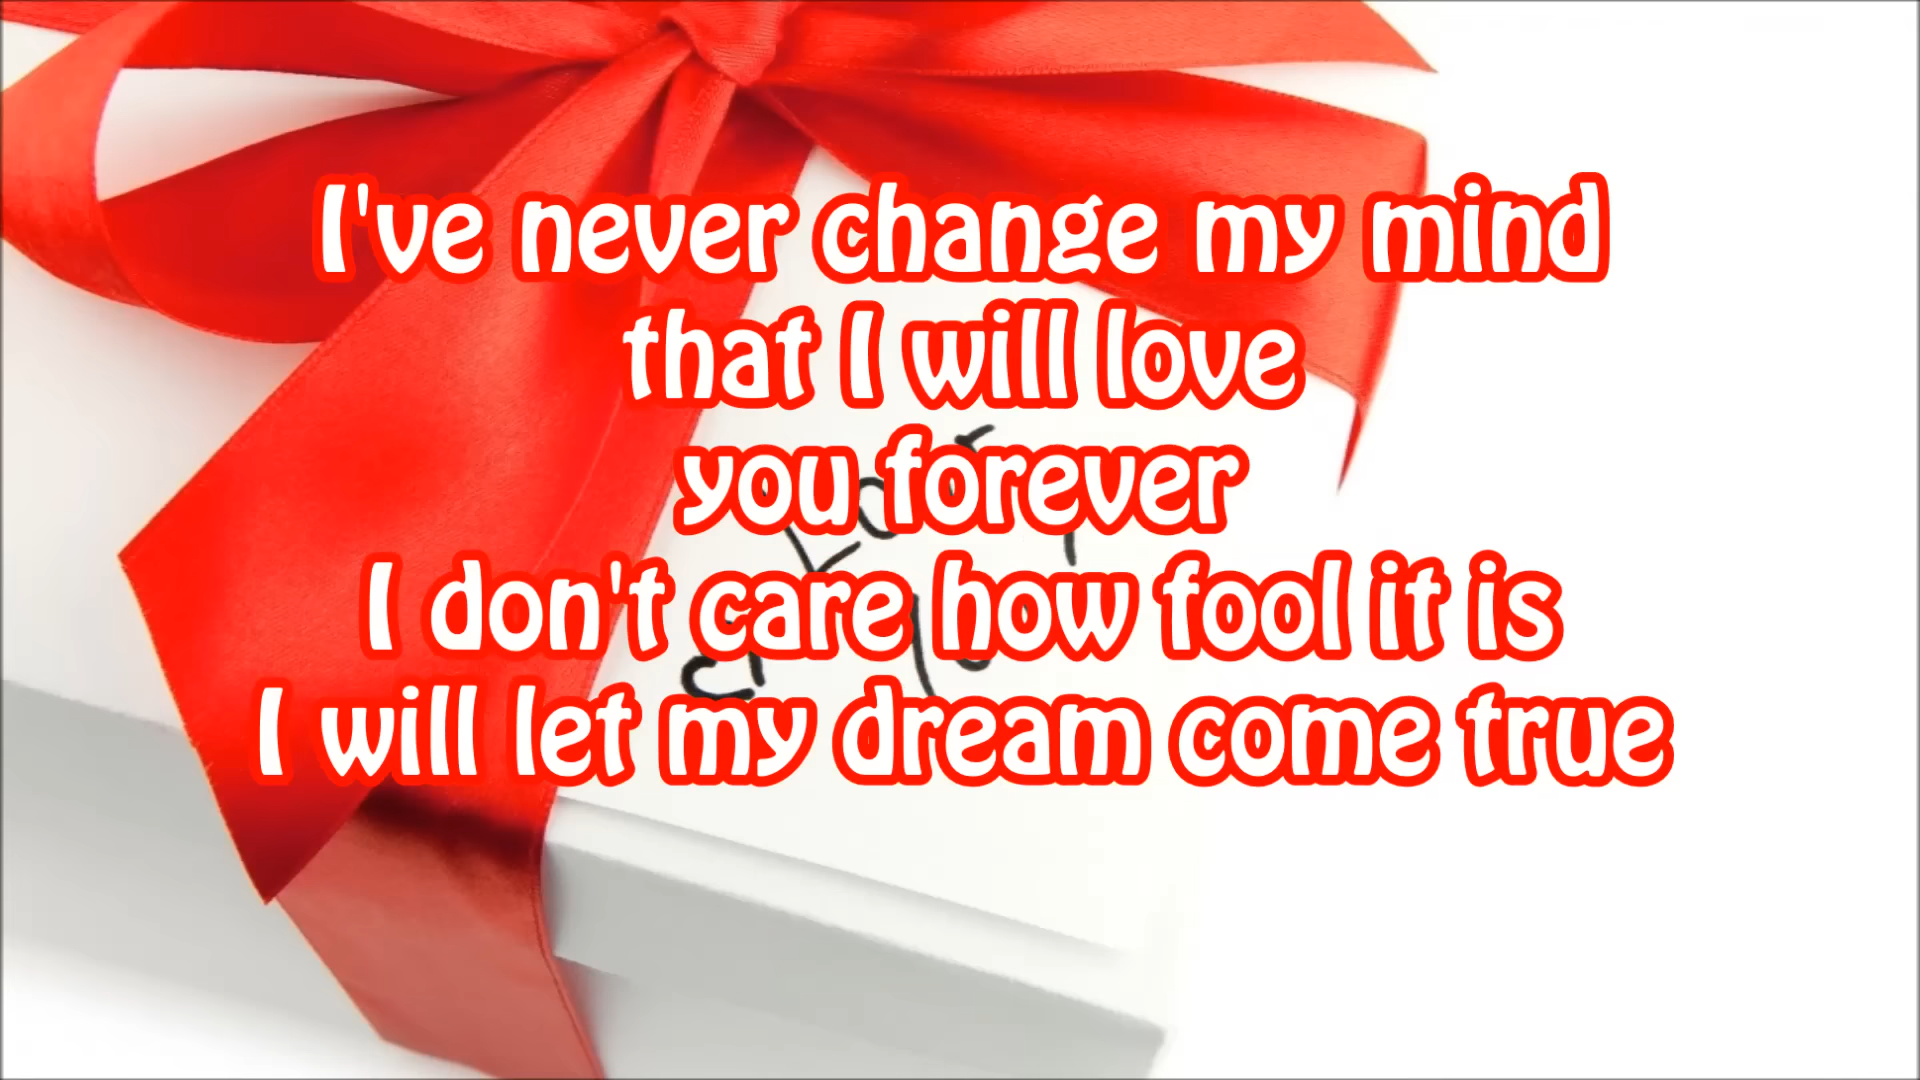 I've never change my mind
that I will love
you forever
I don't care how fool it is
I will let my dream come true